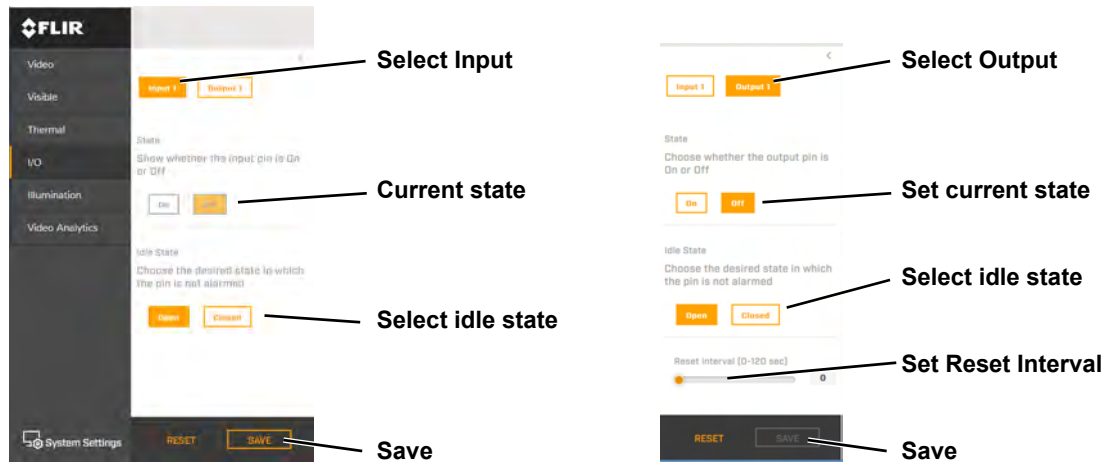 FLIR
Video
Visible
Thermal
I/O
Illumination
Video Analytics
System Settings
Input 1
Output 1
State
Show whether the input pin is On
or Off
On
Off
Idle State
Choose the desired state in which
the pin is not alarmed
Open
Closed
RESET
SAVE
Select Input
Current state
Select idle state
Save
Input 1
Output 1
State
Choose whether the output pin is
On or Off
On
Off
Idle State
Choose the desired state in which
the pin is not alarmed
Open
Closed
Reset interval (0-120 sec)
0
RESET
SAVE
Select Output
Set current state
Select idle state
Set Reset Interval
Save